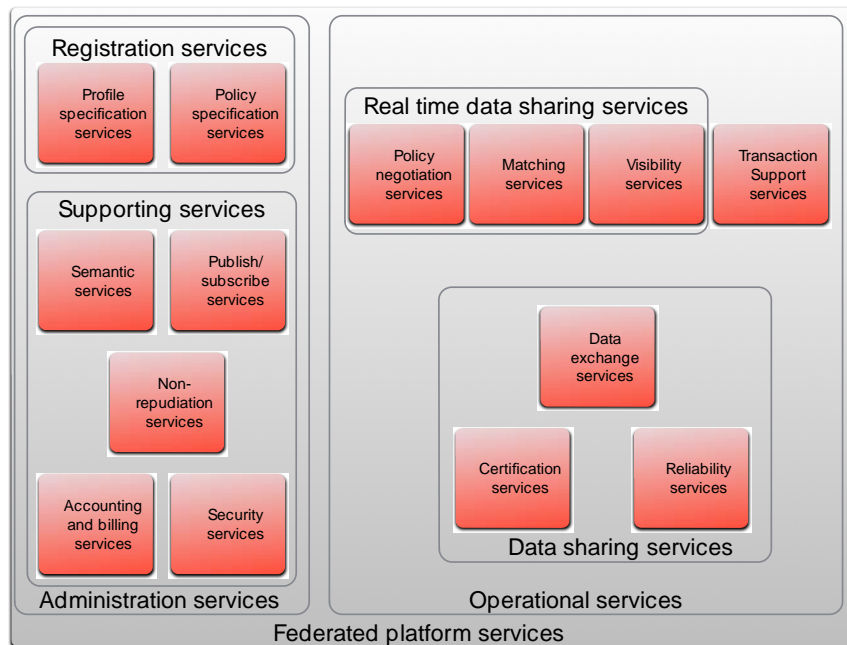 Registration services
Profile
specification
services
Policy
specification
services
Supporting services
Semantic
services
Publish/
subscribe
services
Non-
repudiation
services
Accounting
and billing
services
Security
services
Administration services
Real time data sharing services
Policy
negotiation
services
Matching
services
Visibility
services
Transaction
Support
services
Data
exchange
services
Certification
services
Reliability
services
Data sharing services
Operational services
Federated platform services